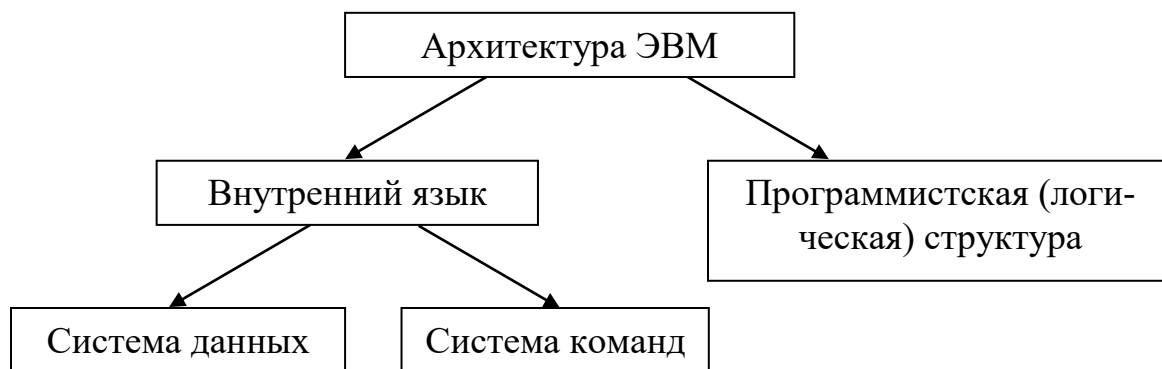 Архитектура ЭВМ
Внутренний язык
Программистская (логи-
ческая) структура
Система данных
Система команд